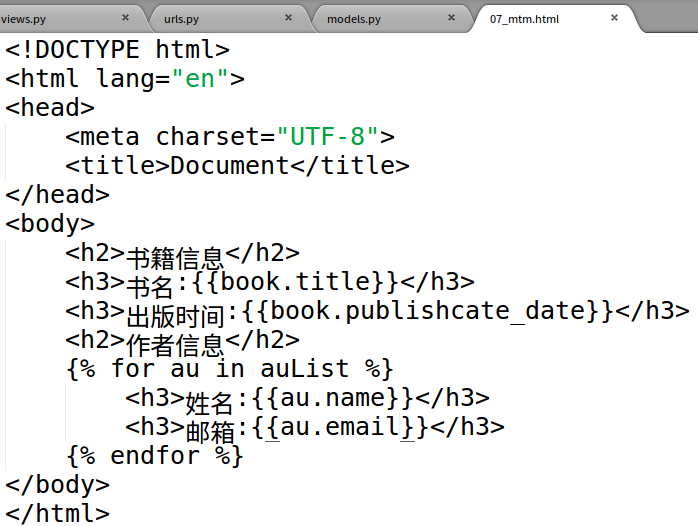 views.py × urls.py × models.py × 07_mtm.html ×
<!DOCTYPE html>
<html lang="en">
<head>
    <meta charset="UTF-8">
    <title>Document</title>
</head>
<body>
    <h2>书籍信息</h2>
    <h3>书名:{{book.title}}</h3>
    <h3>出版时间:{{book.publishcate_date}}</h3>
    <h2>作者信息</h2>
    {% for au in auList %}
        <h3>姓名:{{au.name}}</h3>
        <h3>邮箱:{{au.email}}</h3>
    {% endfor %}
</body>
</html>